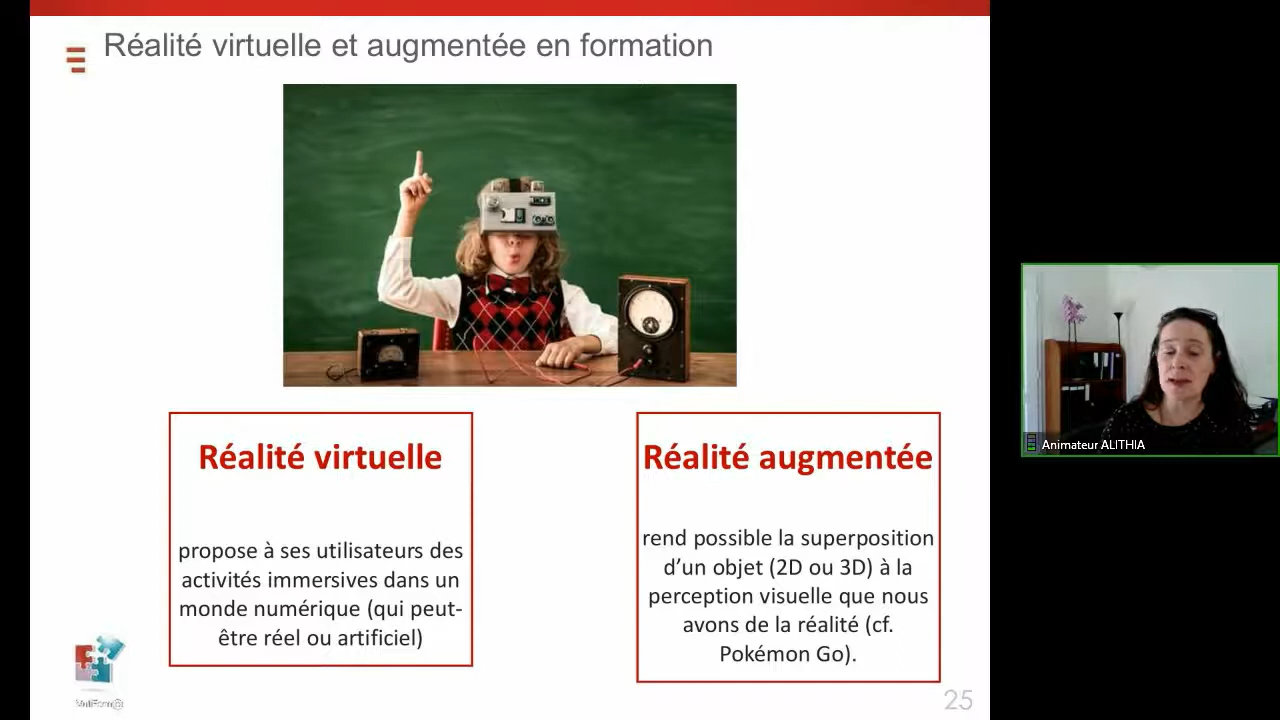 Réalité virtuelle et augmentée en formation
Réalité virtuelle
propose à ses utilisateurs des
activités immersives dans un
monde numérique (qui peut-
être réel ou artificiel)
Réalité augmentée
rend possible la superposition
d’un objet (2D ou 3D) à la
perception visuelle que nous
avons de la réalité (cf.
Pokémon Go).
25
Animateur ALITHIA